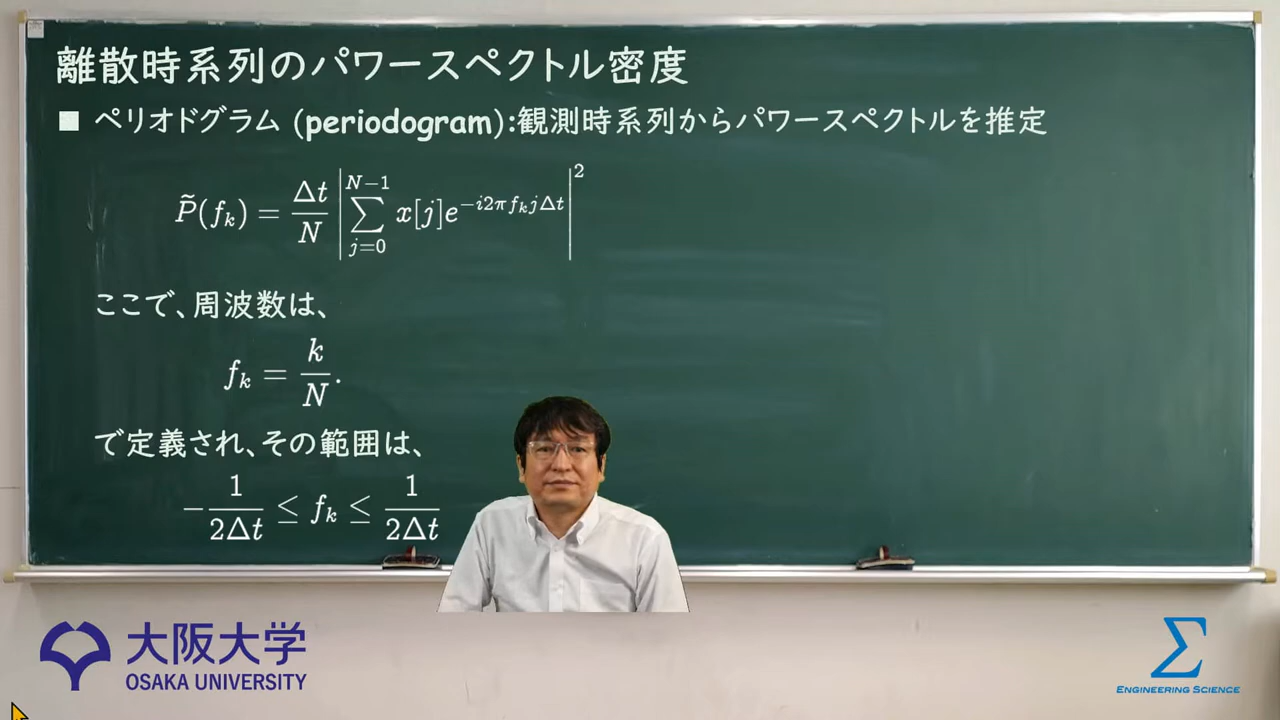 離散時系列のパワースペクトル密度
■ ペリオドグラム (periodogram):観測時系列からパワースペクトルを推定
P̃(f_k) = Δt/N |∑_{j=0}^{N−1} x[j]e^{−i2πf_k jΔt}|^2
ここで、周波数は、
f_k = k/N.
で定義され、その範囲は、
−1/2Δt ≤ f_k ≤ 1/2Δt
大阪大学
OSAKA UNIVERSITY
Σ
ENGINEERING SCIENCE